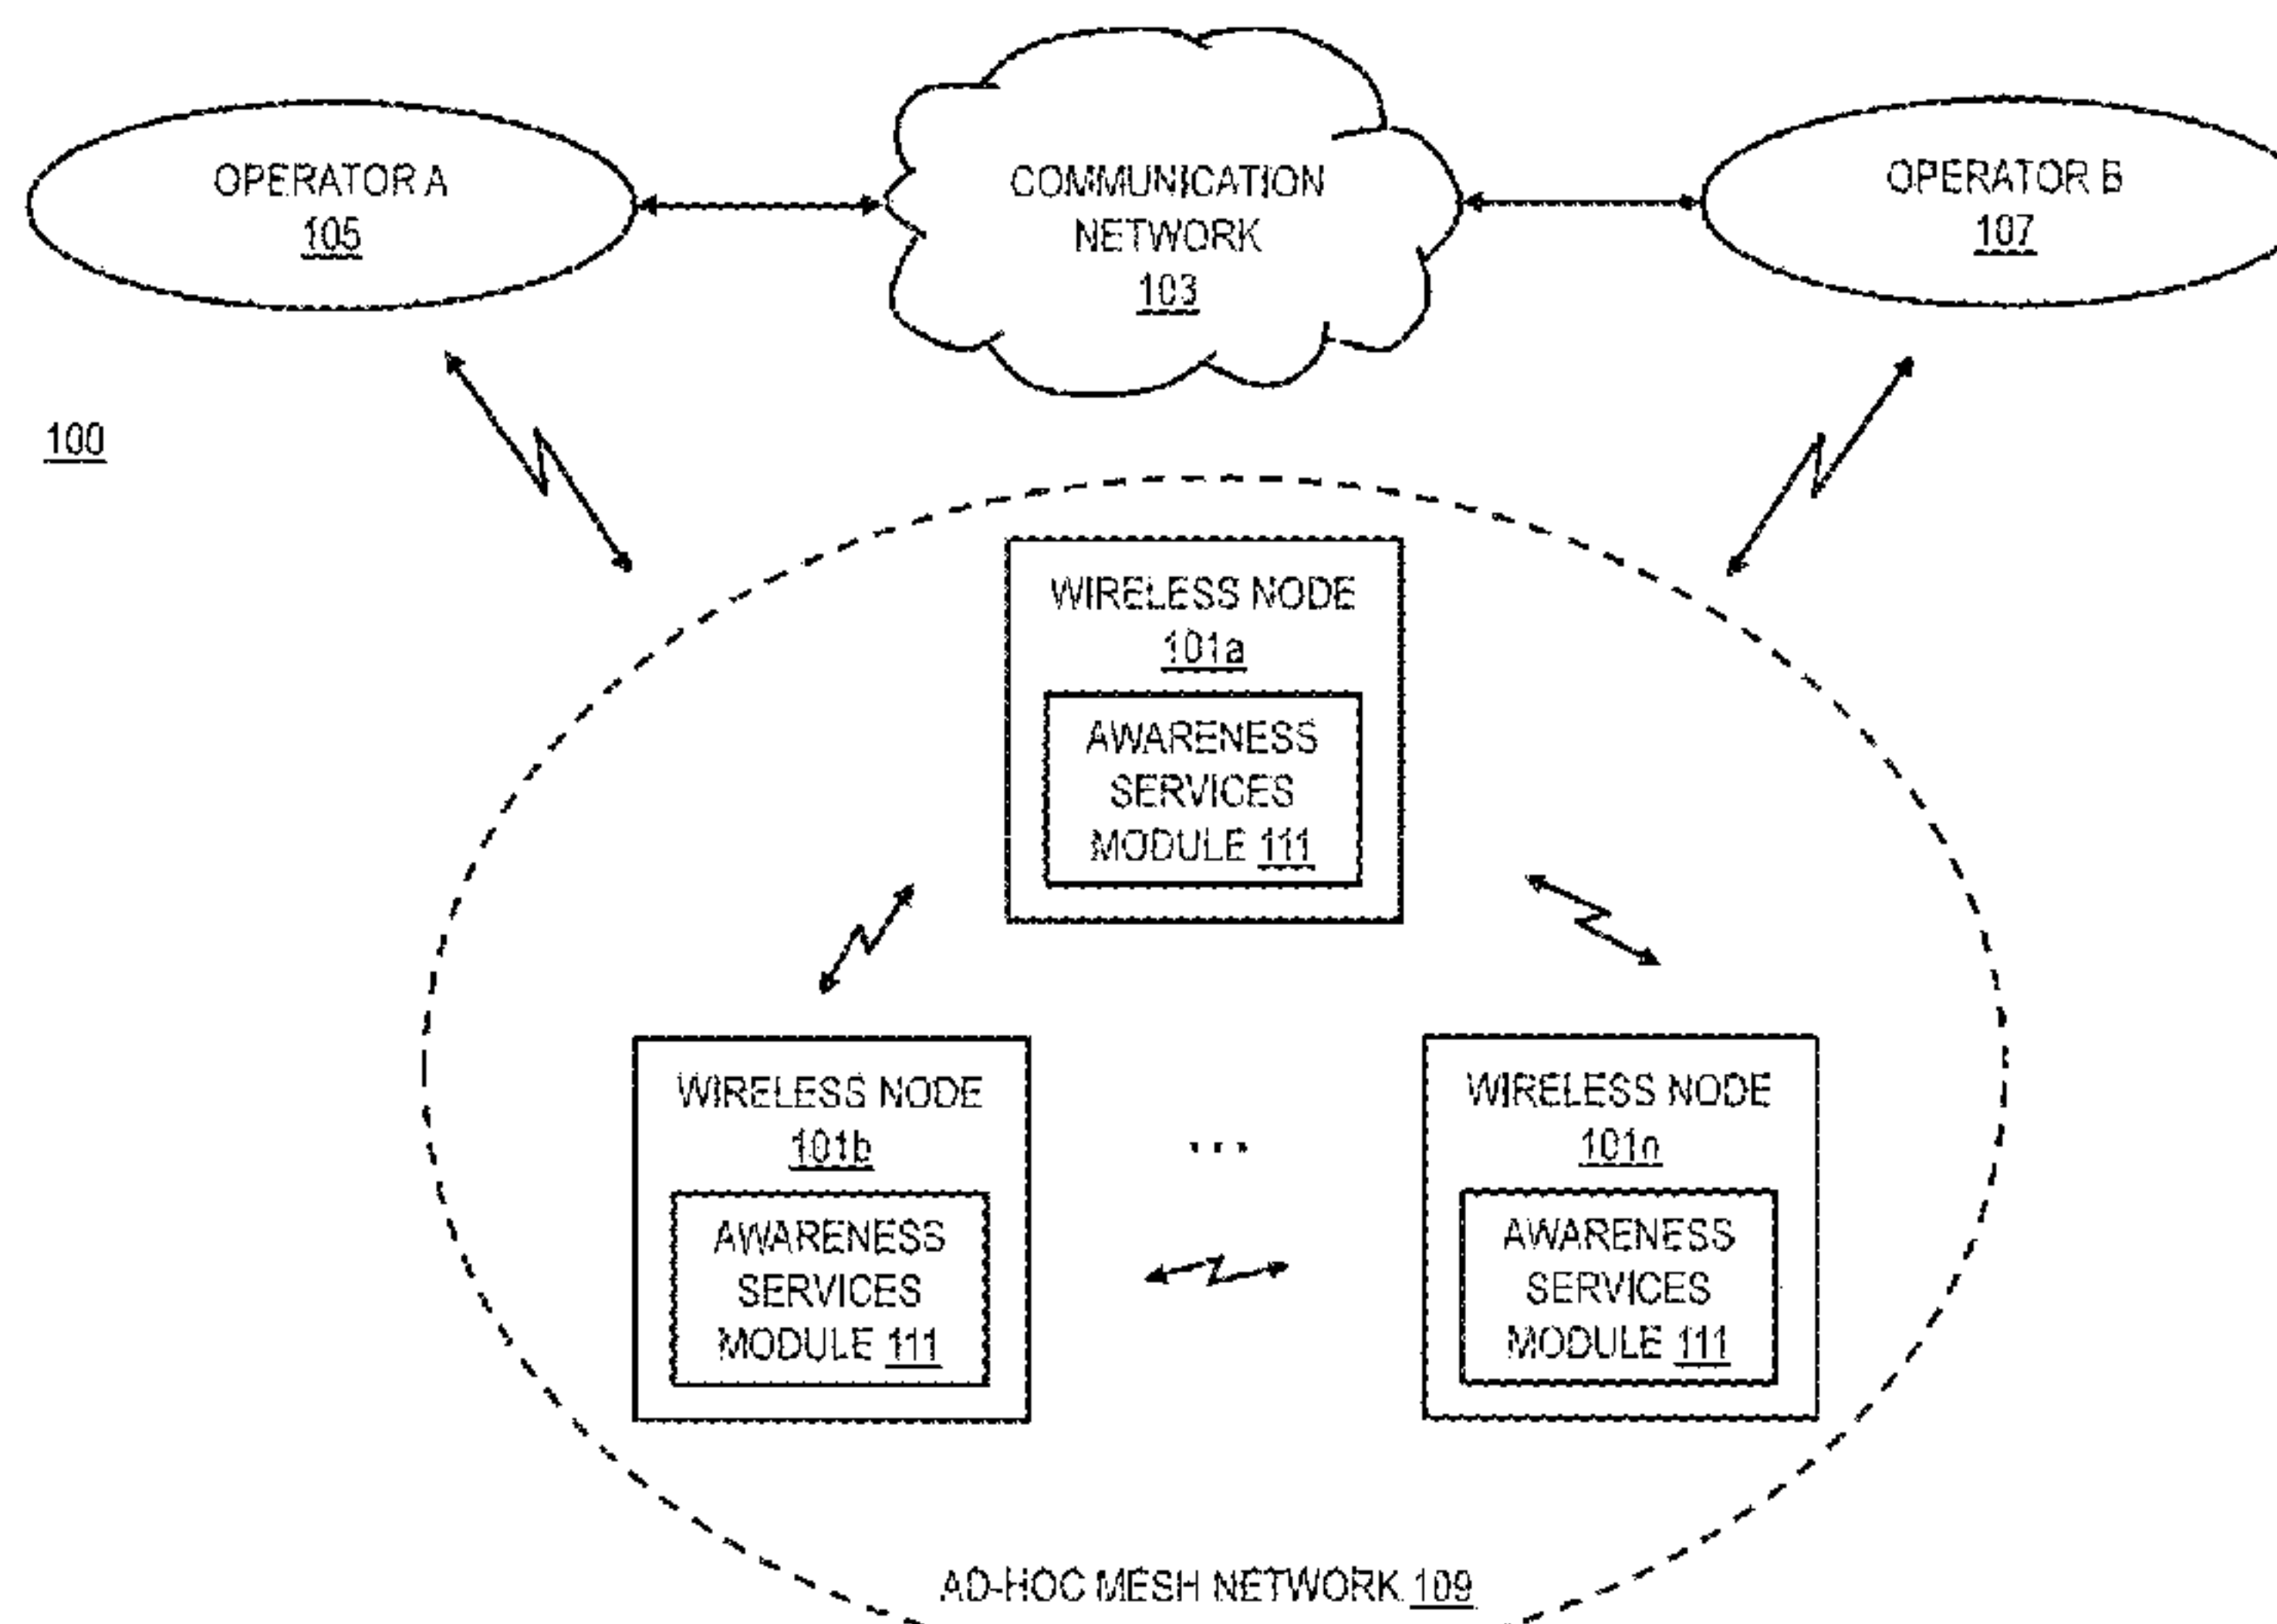 OPERATOR A
105
COMMUNICATION
NETWORK
103
OPERATOR B
107
100
WIRELESS NODE
101a
AWARENESS
SERVICES
MODULE 111
WIRELESS NODE
101b
AWARENESS
SERVICES
MODULE 111
...
WIRELESS NODE
101n
AWARENESS
SERVICES
MODULE 111
AD-HOC MESH NETWORK 109